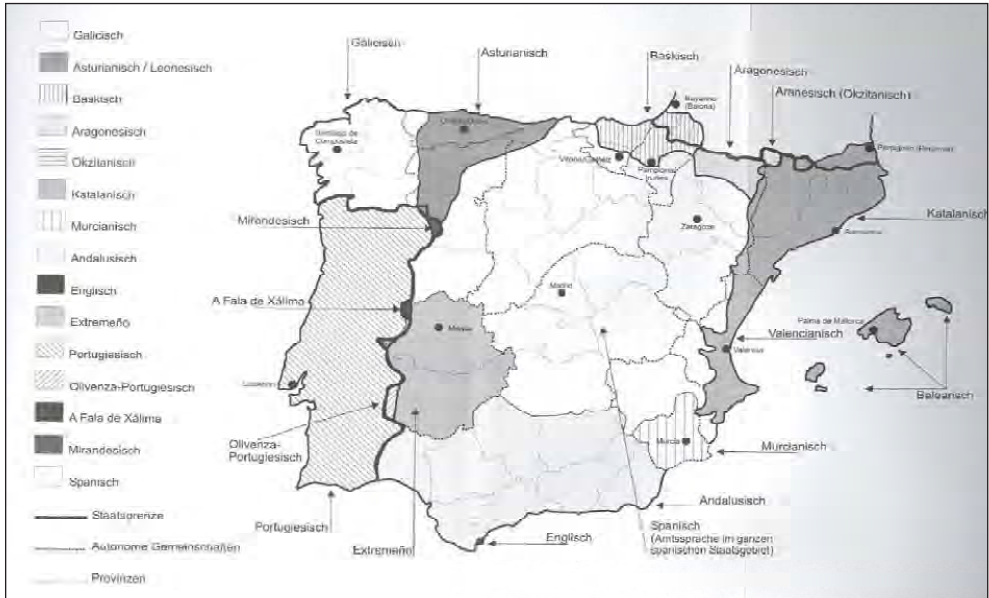 Galicisch
Asturianisch / Leonesisch
Baskisch
Aragonesisch
Okzitanisch
Katalanisch
Murcianisch
Andalusisch
Englisch
Extremeño
Portugiesisch
Olivenza-Portugiesisch
A Fala de Xálima
Mirandesisch
Spanisch
Staatsgrenze
Autonome Gemeinschaften
Provinzen
Galicisch
Asturianisch
Baskisch
Aragonesisch
Aranesisch (Okzitanisch)
Bayonne
(Baiona)
Santiago de
Compostela
Vitoria/Gasteiz
Pamplona/
Iruñea
Perpignan
Mirandesisch
Zaragoza
Barcelona
Katalanisch
A Fala de Xálima
Madrid
Mérida
Palma de Mallorca
Valencianisch
Valencia
Lissabon
Balearisch
Olivenza-
Portugiesisch
Murcia
Murcianisch
Portugiesisch
Extremeño
Englisch
Andalusisch
Spanisch
(Amtssprache im ganzen
spanischen Staatsgebiet)